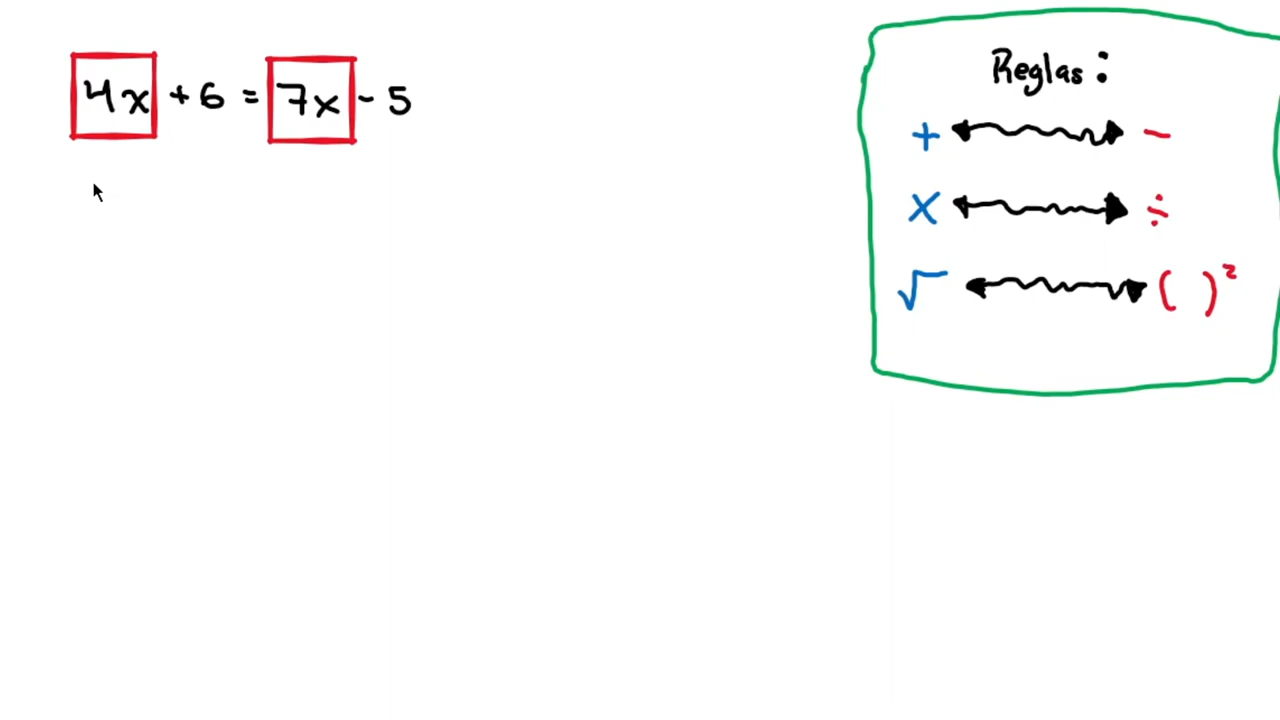 4x + 6 = 7x - 5
Reglas:
+ ↔ -
× ↔ ÷
√ ↔ ( )²